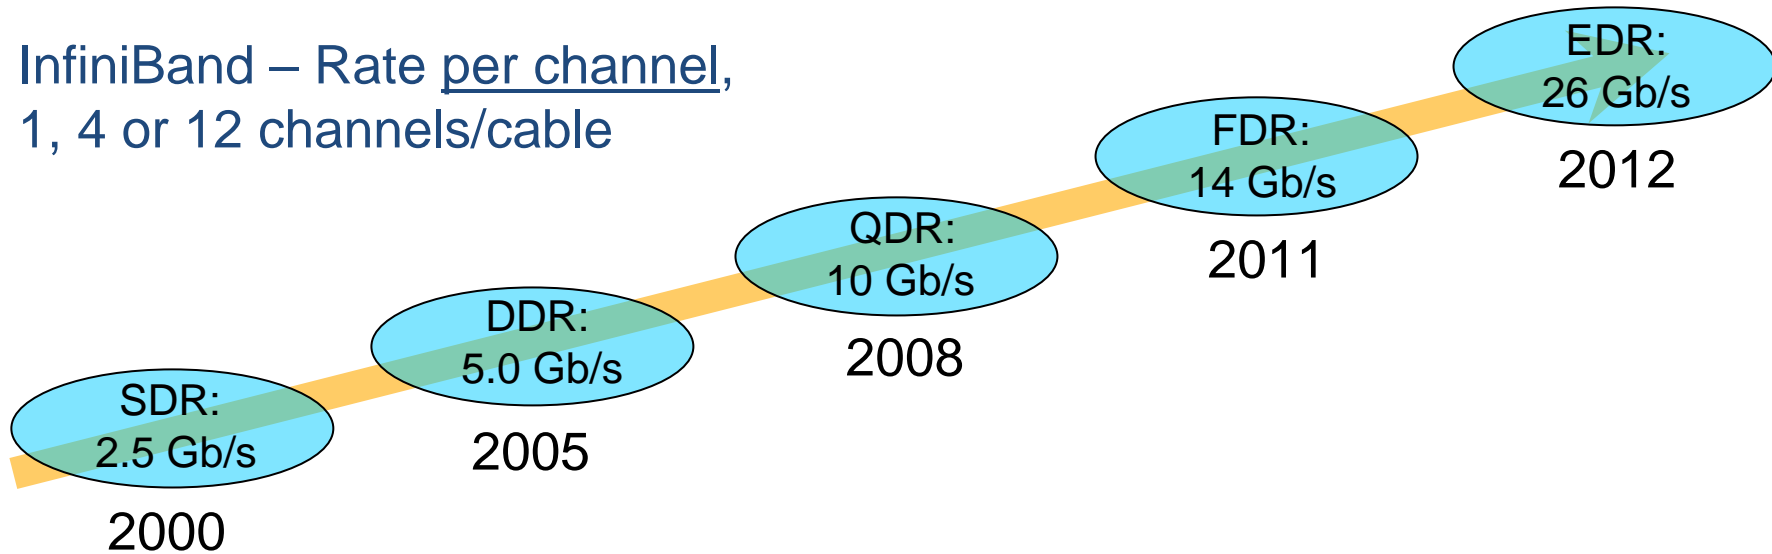 InfiniBand – Rate per channel,
1, 4 or 12 channels/cable
SDR:
2.5 Gb/s
2000
DDR:
5.0 Gb/s
2005
QDR:
10 Gb/s
2008
FDR:
14 Gb/s
2011
EDR:
26 Gb/s
2012